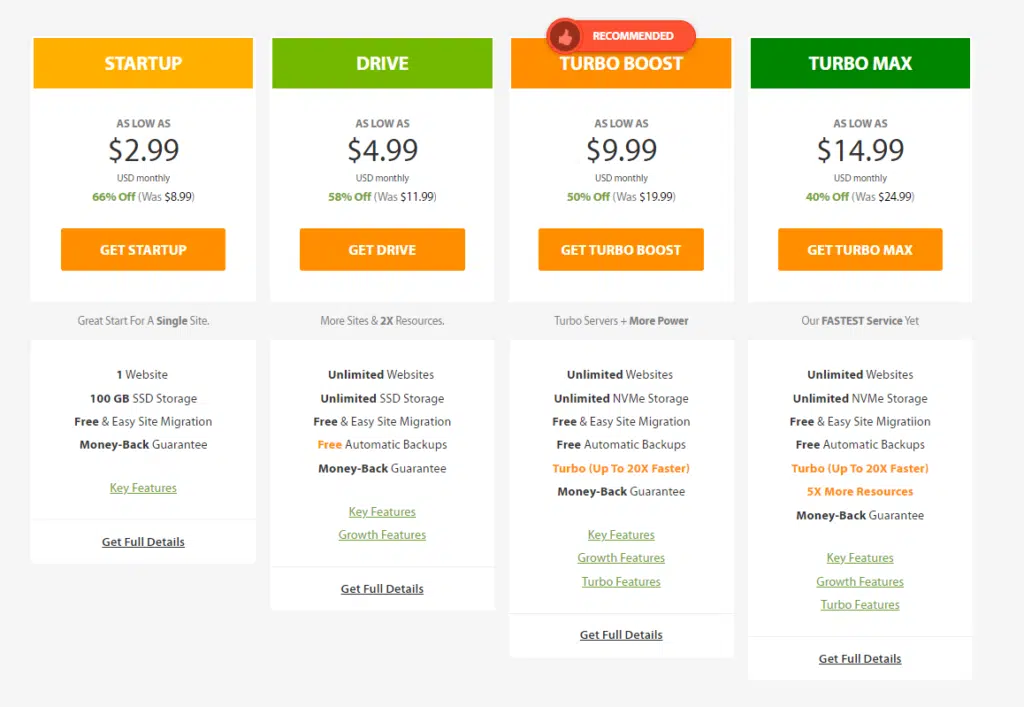 RECOMMENDED
STARTUP
AS LOW AS
$2.99
USD monthly
66% Off (Was $8.99)
GET STARTUP
Great Start For A Single Site.
1 Website
100 GB SSD Storage
Free & Easy Site Migration
Money-Back Guarantee
Key Features
Get Full Details
DRIVE
AS LOW AS
$4.99
USD monthly
58% Off (Was $11.99)
GET DRIVE
More Sites & 2X Resources.
Unlimited Websites
Unlimited SSD Storage
Free & Easy Site Migration
Free Automatic Backups
Money-Back Guarantee
Key Features
Growth Features
Get Full Details
TURBO BOOST
AS LOW AS
$9.99
USD monthly
50% Off (Was $19.99)
GET TURBO BOOST
Turbo Servers + More Power
Unlimited Websites
Unlimited NVMe Storage
Free & Easy Site Migration
Free Automatic Backups
Turbo (Up To 20X Faster)
Money-Back Guarantee
Key Features
Growth Features
Turbo Features
Get Full Details
TURBO MAX
AS LOW AS
$14.99
USD monthly
40% Off (Was $24.99)
GET TURBO MAX
Our FASTEST Service Yet
Unlimited Websites
Unlimited NVMe Storage
Free & Easy Site Migratiion
Free Automatic Backups
Turbo (Up To 20X Faster)
5X More Resources
Money-Back Guarantee
Key Features
Growth Features
Turbo Features
Get Full Details